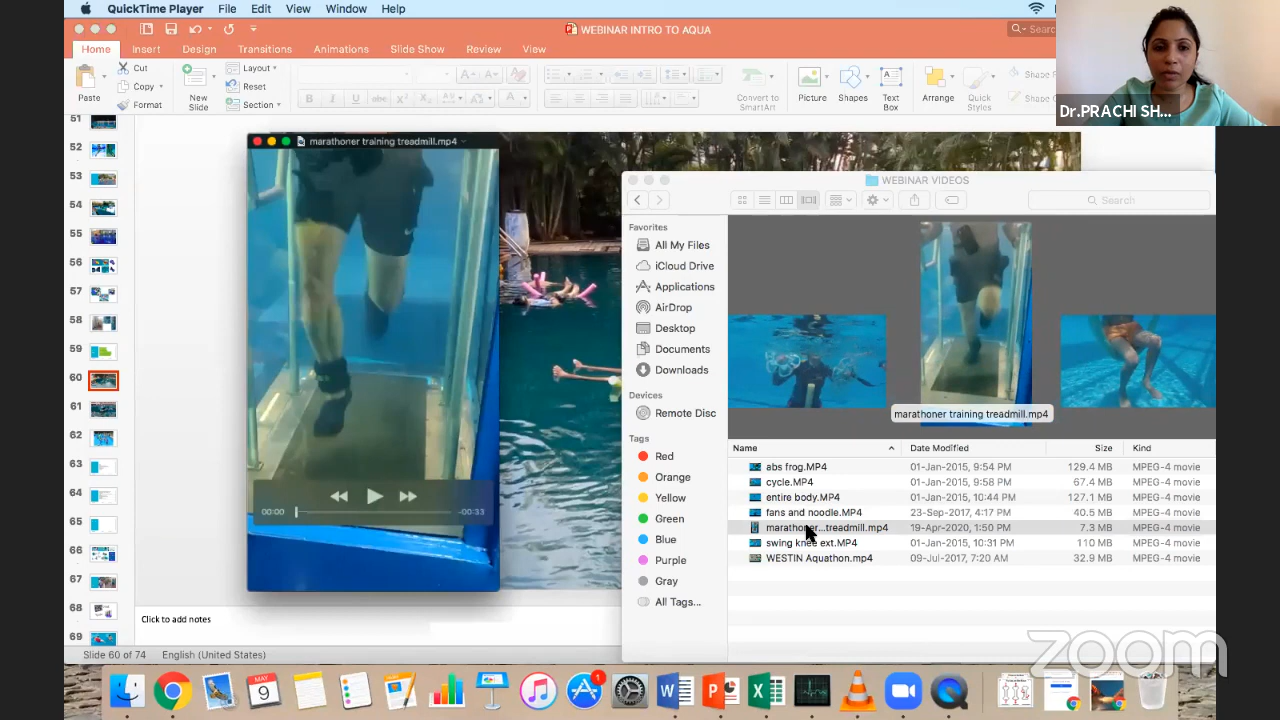 QuickTime Player File Edit View Window Help
WEBINAR INTRO TO AQUA
Home Insert Design Transitions Animations Slide Show Review View
Paste
Cut
Copy
Format
New Slide
Layout
Reset
Section
Convert to SmartArt
Picture
Shapes
Text Box
Arrange
Quick Styles
Dr.PRACHI SH...
51
52
53
54
55
56
57
58
59
60
61
62
63
64
65
66
67
68
69
marathoner training treadmill.mp4
00:00
-00:33
WEBINAR VIDEOS
Search
Favorites
All My Files
iCloud Drive
Applications
AirDrop
Desktop
Documents
Downloads
Devices
Remote Disc
Tags
Red
Orange
Yellow
Green
Blue
Purple
Gray
All Tags...
marathoner training treadmill.mp4
Name Date Modified Size Kind
abs frog.MP4 01-Jan-2015, 9:54 PM 129.4 MB MPEG-4 movie
cycle.MP4 01-Jan-2015, 9:58 PM 67.4 MB MPEG-4 movie
entire body.MP4 01-Jan-2015, 10:44 PM 127.1 MB MPEG-4 movie
fans and noodle.MP4 23-Sep-2017, 4:17 PM 40.5 MB MPEG-4 movie
marathoner...treadmill.mp4 19-Apr-2020, 1:50 PM 7.3 MB MPEG-4 movie
swing knee ext.MP4 01-Jan-2015, 10:31 PM 110 MB MPEG-4 movie
WESTIN Aquathon.mp4 09-Jul-2017, 7:20 AM 32.9 MB MPEG-4 movie
Click to add notes
Slide 60 of 74 English (United States)
zoom
MAY
9
1